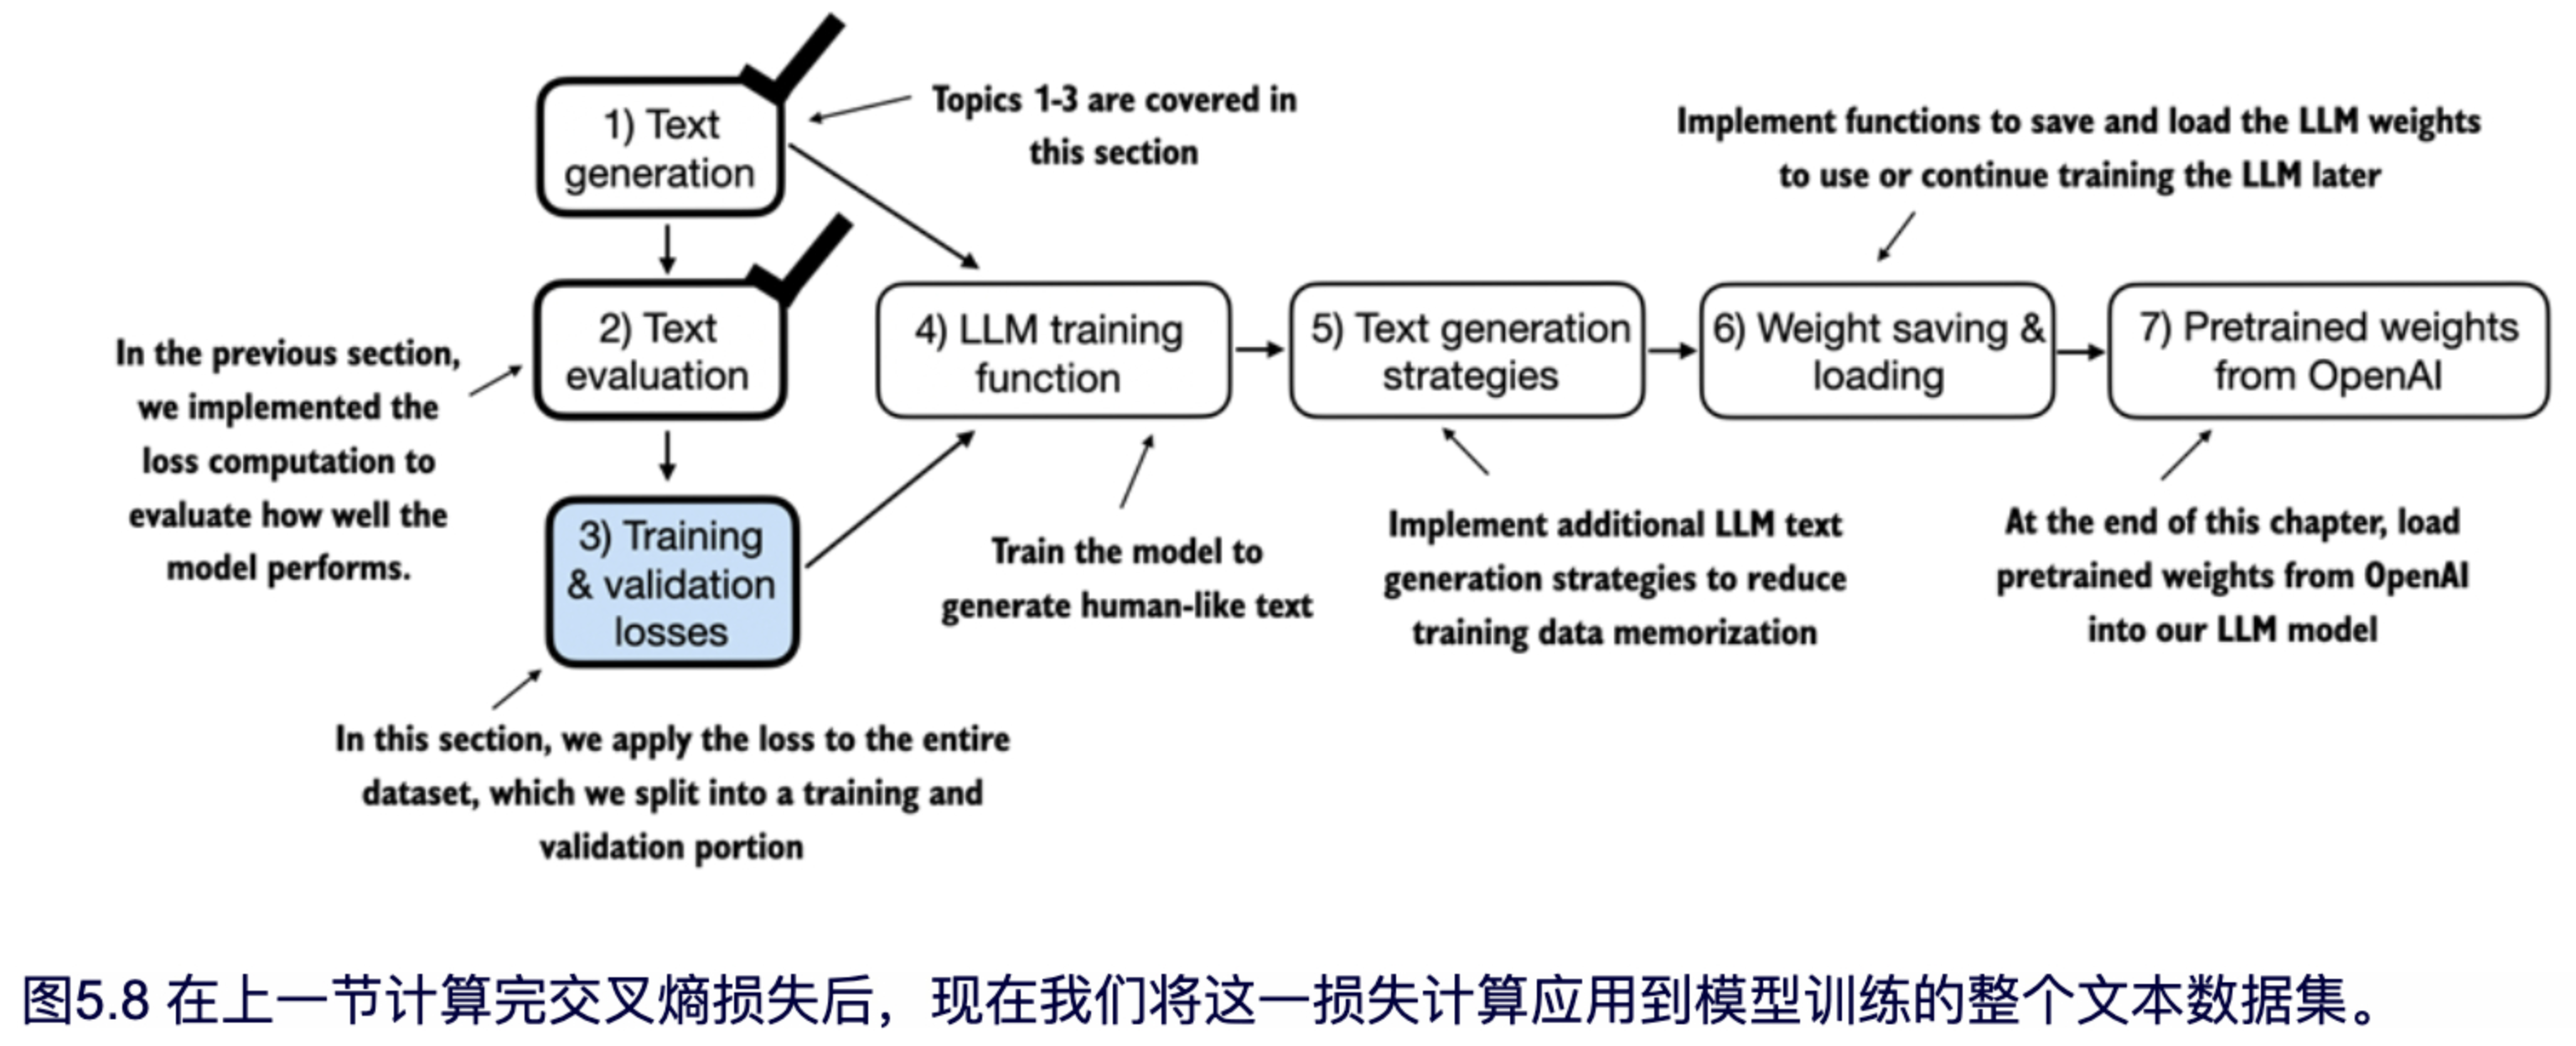 1) Text
generation
Topics 1-3 are covered in
this section
Implement functions to save and load the LLM weights
to use or continue training the LLM later
In the previous section,
we implemented the
loss computation to
evaluate how well the
model performs.
2) Text
evaluation
4) LLM training
function
5) Text generation
strategies
6) Weight saving &
loading
7) Pretrained weights
from OpenAI
3) Training
& validation
losses
Train the model to
generate human-like text
Implement additional LLM text
generation strategies to reduce
training data memorization
At the end of this chapter, load
pretrained weights from OpenAI
into our LLM model
In this section, we apply the loss to the entire
dataset, which we split into a training and
validation portion
图5.8 在上一节计算完交叉熵损失后，现在我们将这一损失计算应用到模型训练的整个文本数据集。